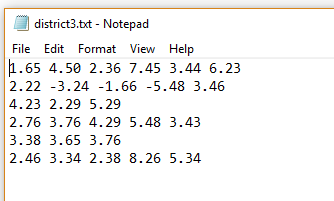 district3.txt - Notepad
File Edit Format View Help
1.65 4.50 2.36 7.45 3.44 6.23
2.22 -3.24 -1.66 -5.48 3.46
4.23 2.29 5.29
2.76 3.76 4.29 5.48 3.43
3.38 3.65 3.76
2.46 3.34 2.38 8.26 5.34